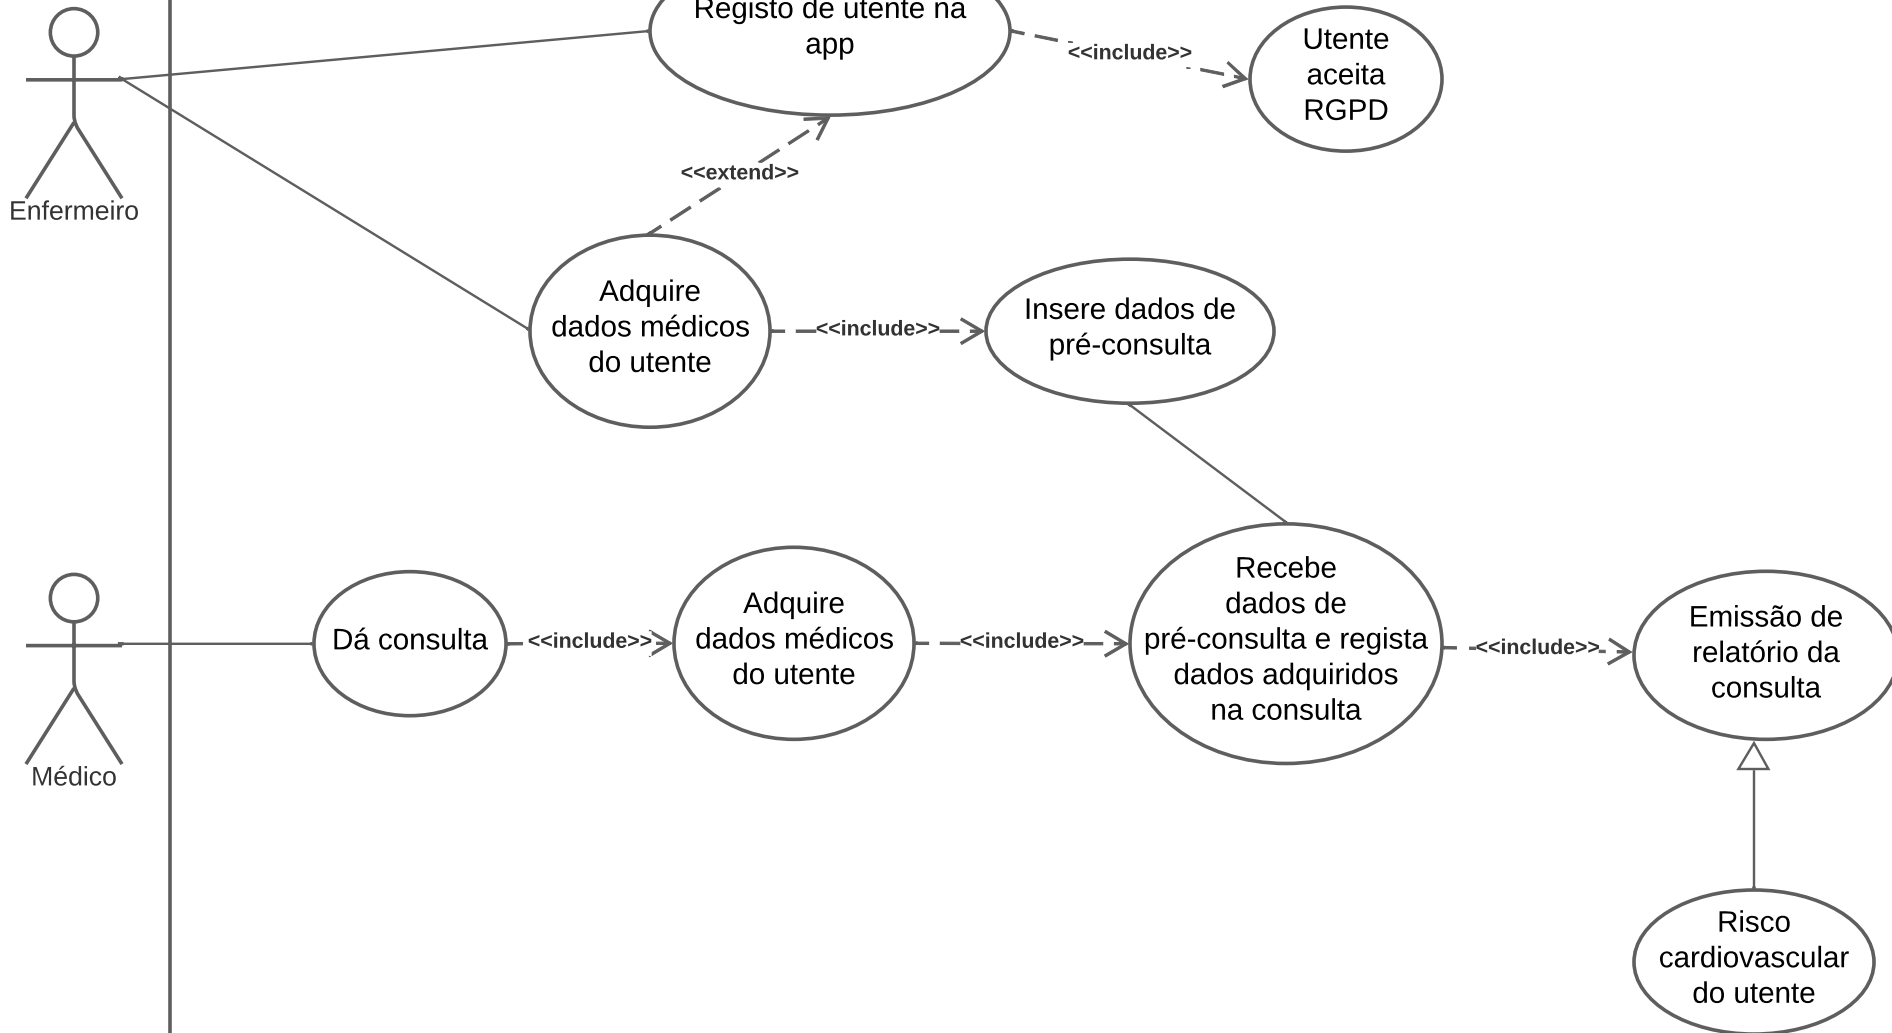 Registo de utente na
app
<<include>>
Utente
aceita
RGPD
<<extend>>
Enfermeiro
Adquire
dados médicos
do utente
<<include>>
Insere dados de
pré-consulta
Médico
Dá consulta
<<include>>
Adquire
dados médicos
do utente
<<include>>
Recebe
dados de
pré-consulta e regista
dados adquiridos
na consulta
<<include>>
Emissão de
relatório da
consulta
Risco
cardiovascular
do utente